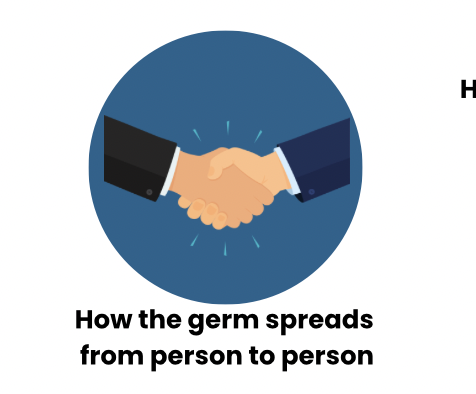 How the germ spreads
from person to person